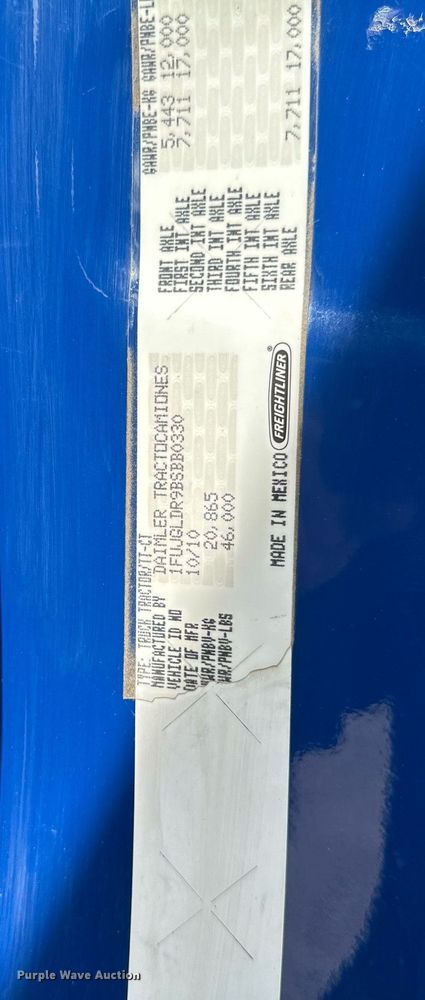 TYPE: TRUCK TRACTOR/TT-CT
MANUFACTURED BY DAIMLER TRACTOCAMIONES
VEHICLE ID NO 1FUJGLDR9BSBB0330
DATE OF MFR 10/10
VWR/PNBV-KG 20,865
WR/PNBV-LBS 46,000
MADE IN MEXICO FREIGHTLINER®
GAWR/PNBE-KG GAWR/PNBE-L
FRONT AXLE 5,443 12,000
FIRST INT AXLE 7,711 17,000
SECOND INT AXLE
THIRD INT AXLE
FOURTH INT AXLE
FIFTH INT AXLE
SIXTH INT AXLE
REAR AXLE 7,711 17,000
Purple Wave Auction